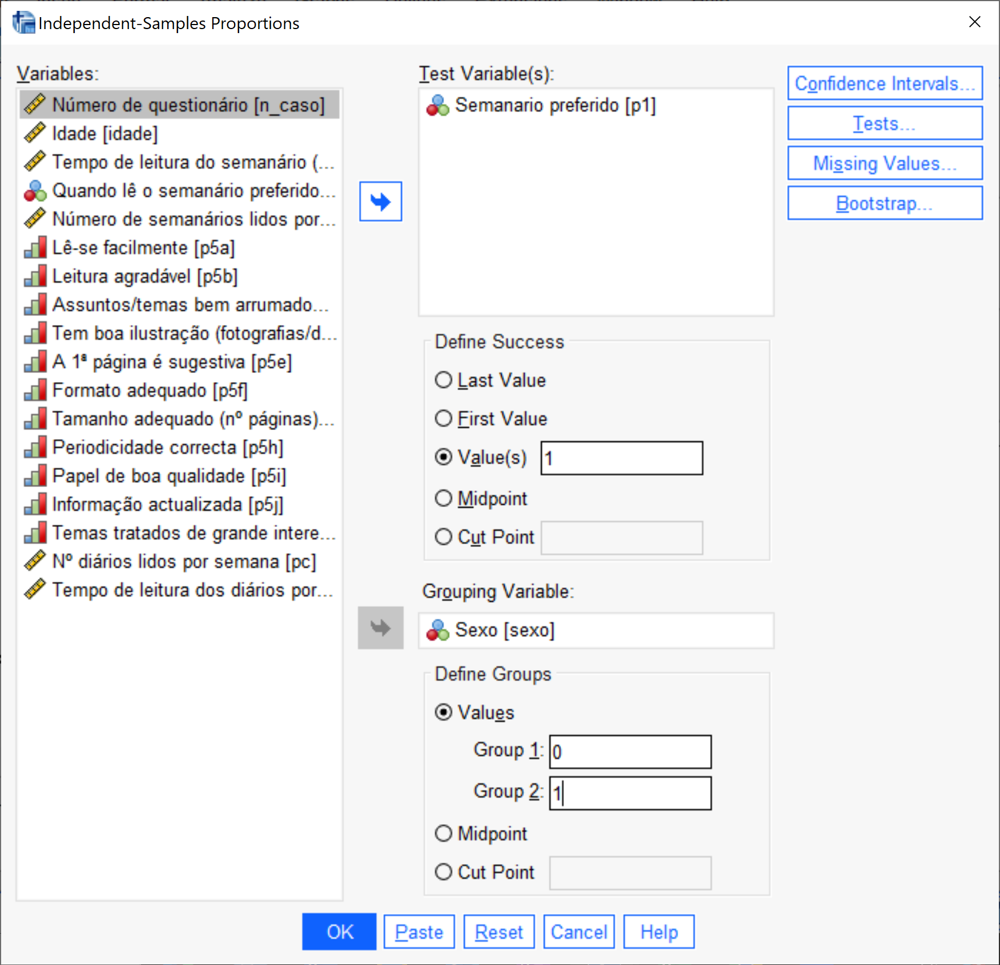 Independent-Samples Proportions
Variables:
Número de questionário [n_caso]
Idade [idade]
Tempo de leitura do semanário (...
Quando lê o semanário preferido...
Número de semanários lidos por...
Lê-se facilmente [p5a]
Leitura agradável [p5b]
Assuntos/temas bem arrumado...
Tem boa ilustração (fotografias/d...
A 1ª página é sugestiva [p5e]
Formato adequado [p5f]
Tamanho adequado (nº páginas)...
Periodicidade correcta [p5h]
Papel de boa qualidade [p5i]
Informação actualizada [p5j]
Temas tratados de grande intere...
Nº diários lidos por semana [pc]
Tempo de leitura dos diários por...
Test Variable(s):
Semanario preferido [p1]
Define Success
Last Value
First Value
Value(s) 1
Midpoint
Cut Point
Grouping Variable:
Sexo [sexo]
Define Groups
Values
Group 1: 0
Group 2: 1
Midpoint
Cut Point
Confidence Intervals...
Tests...
Missing Values...
Bootstrap...
OK Paste Reset Cancel Help